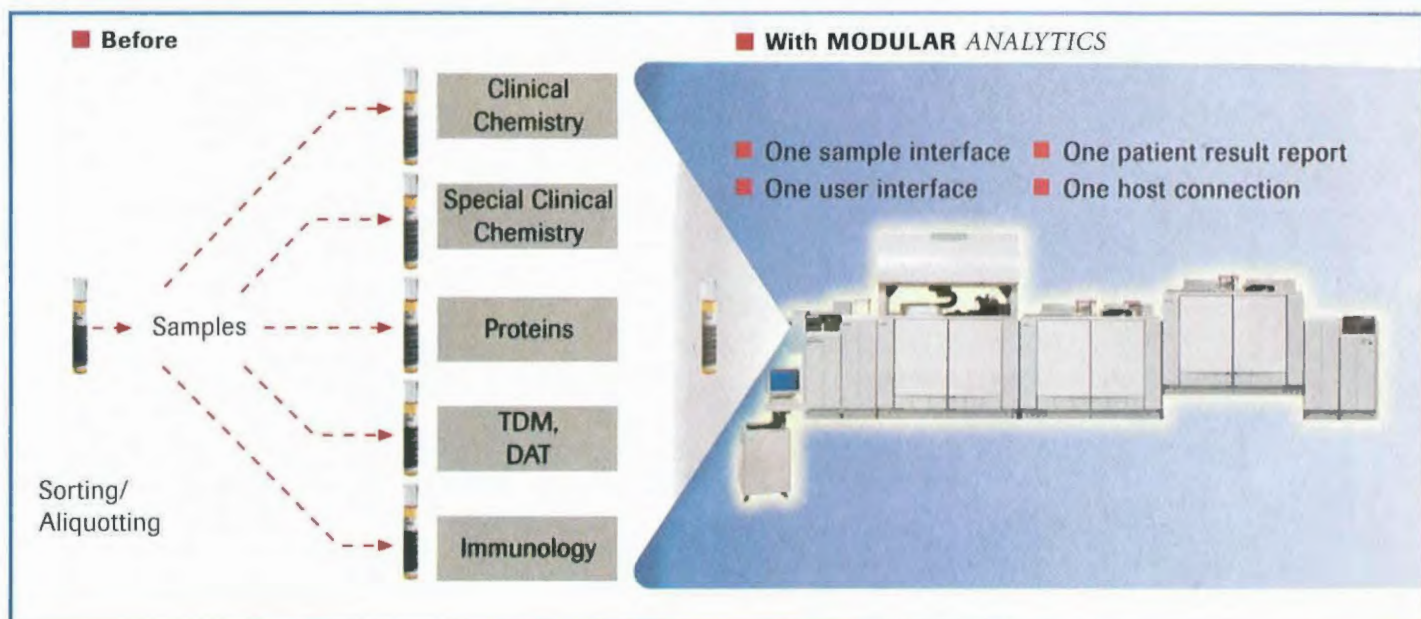 Before
Clinical
Chemistry
Special Clinical
Chemistry
Samples
Proteins
TDM,
DAT
Sorting/
Aliquotting
Immunology
With MODULAR ANALYTICS
One sample interface
One patient result report
One user interface
One host connection